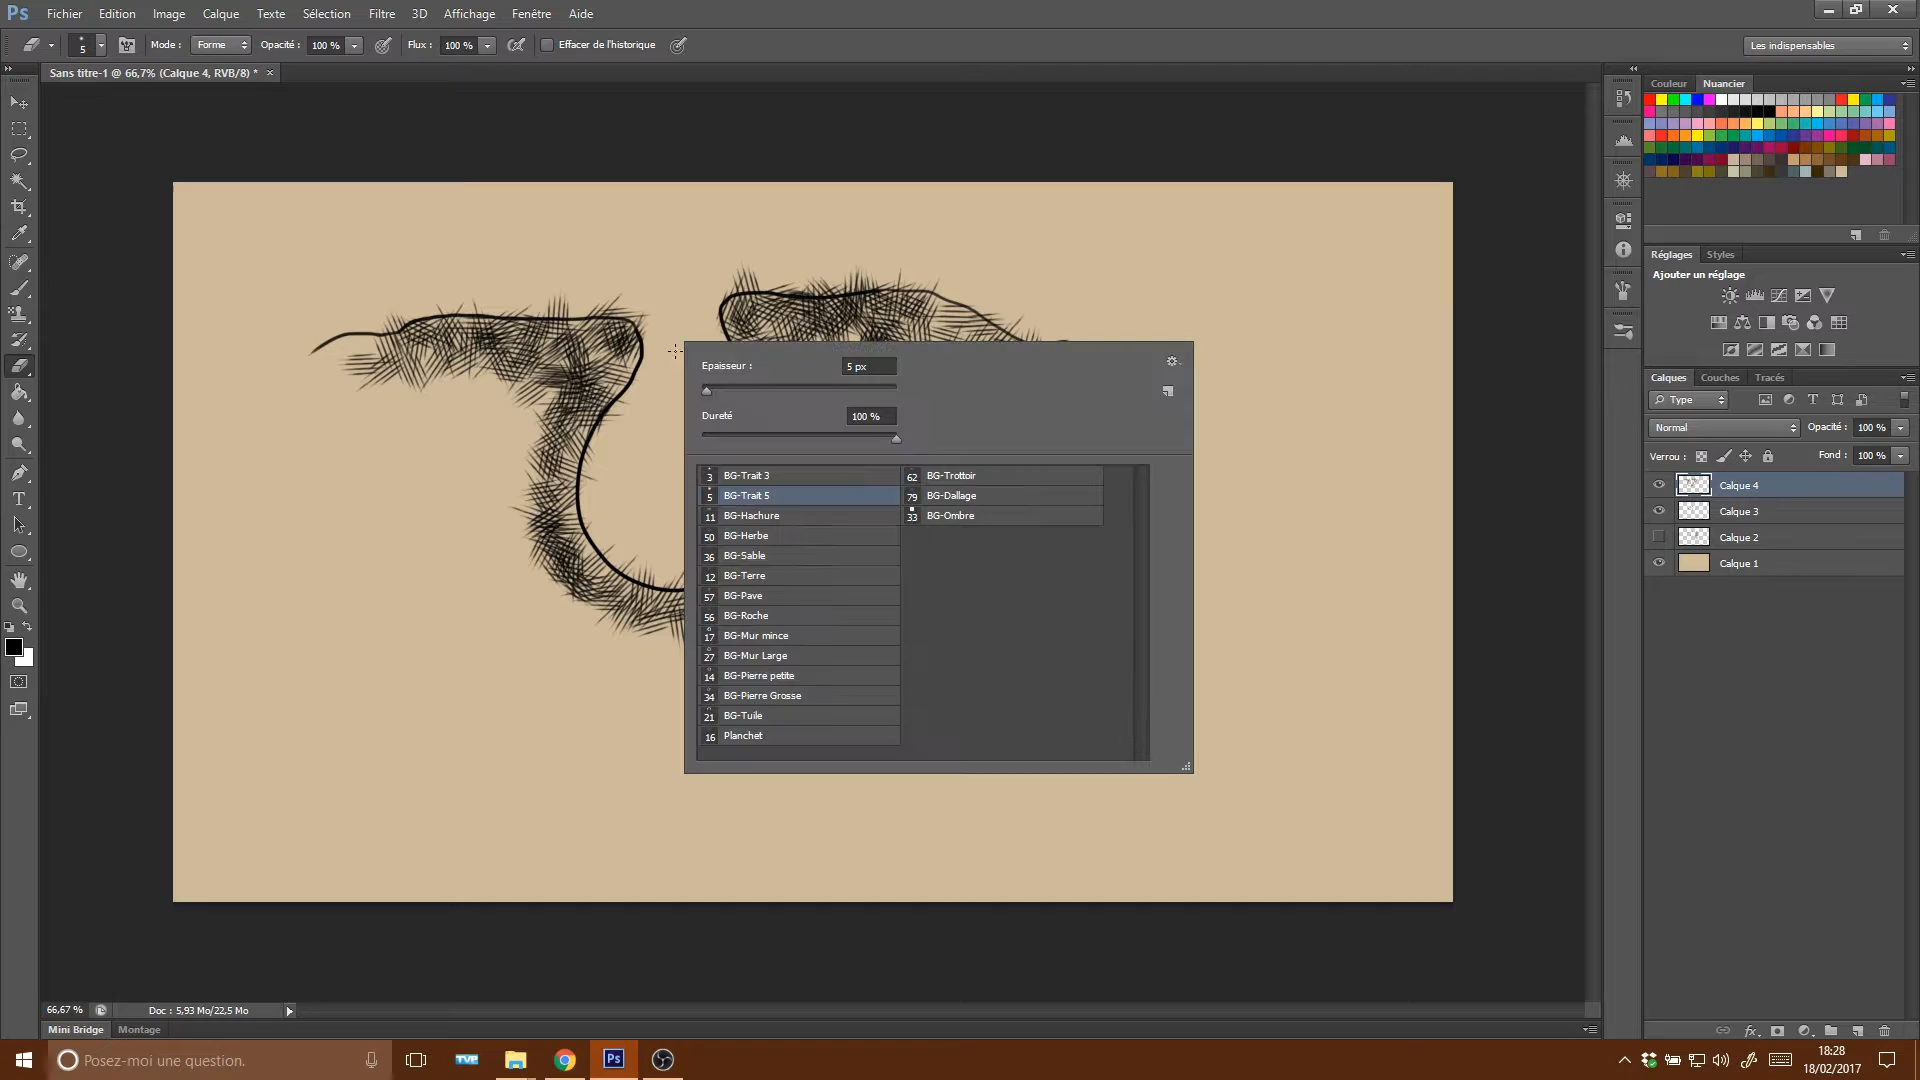 Ps Fichier Edition Image Calque Texte Sélection Filtre 3D Affichage Fenêtre Aide
5 Mode : Forme Opacité : 100 % Flux : 100 % Effacer de l'historique Les indispensables
Sans titre-1 @ 66,7% (Calque 4, RVB/8) * ×
Couleur Nuancier
Réglages Styles
Ajouter un réglage
Calques Couches Tracés
Type
Normal Opacité : 100 %
Verrou : Fond : 100 %
Calque 4
Calque 3
Calque 2
Calque 1
Epaisseur : 5 px
Dureté 100 %
3 BG-Trait 3
5 BG-Trait 5
11 BG-Hachure
50 BG-Herbe
36 BG-Sable
12 BG-Terre
57 BG-Pave
56 BG-Roche
17 BG-Mur mince
27 BG-Mur Large
14 BG-Pierre petite
34 BG-Pierre Grosse
21 BG-Tuile
16 Planchet
62 BG-Trottoir
79 BG-Dallage
33 BG-Ombre
T
66,67 % Doc : 5,93 Mo/22,5 Mo
Mini Bridge Montage
fx
Posez-moi une question. TVP Ps
18:28
18/02/2017